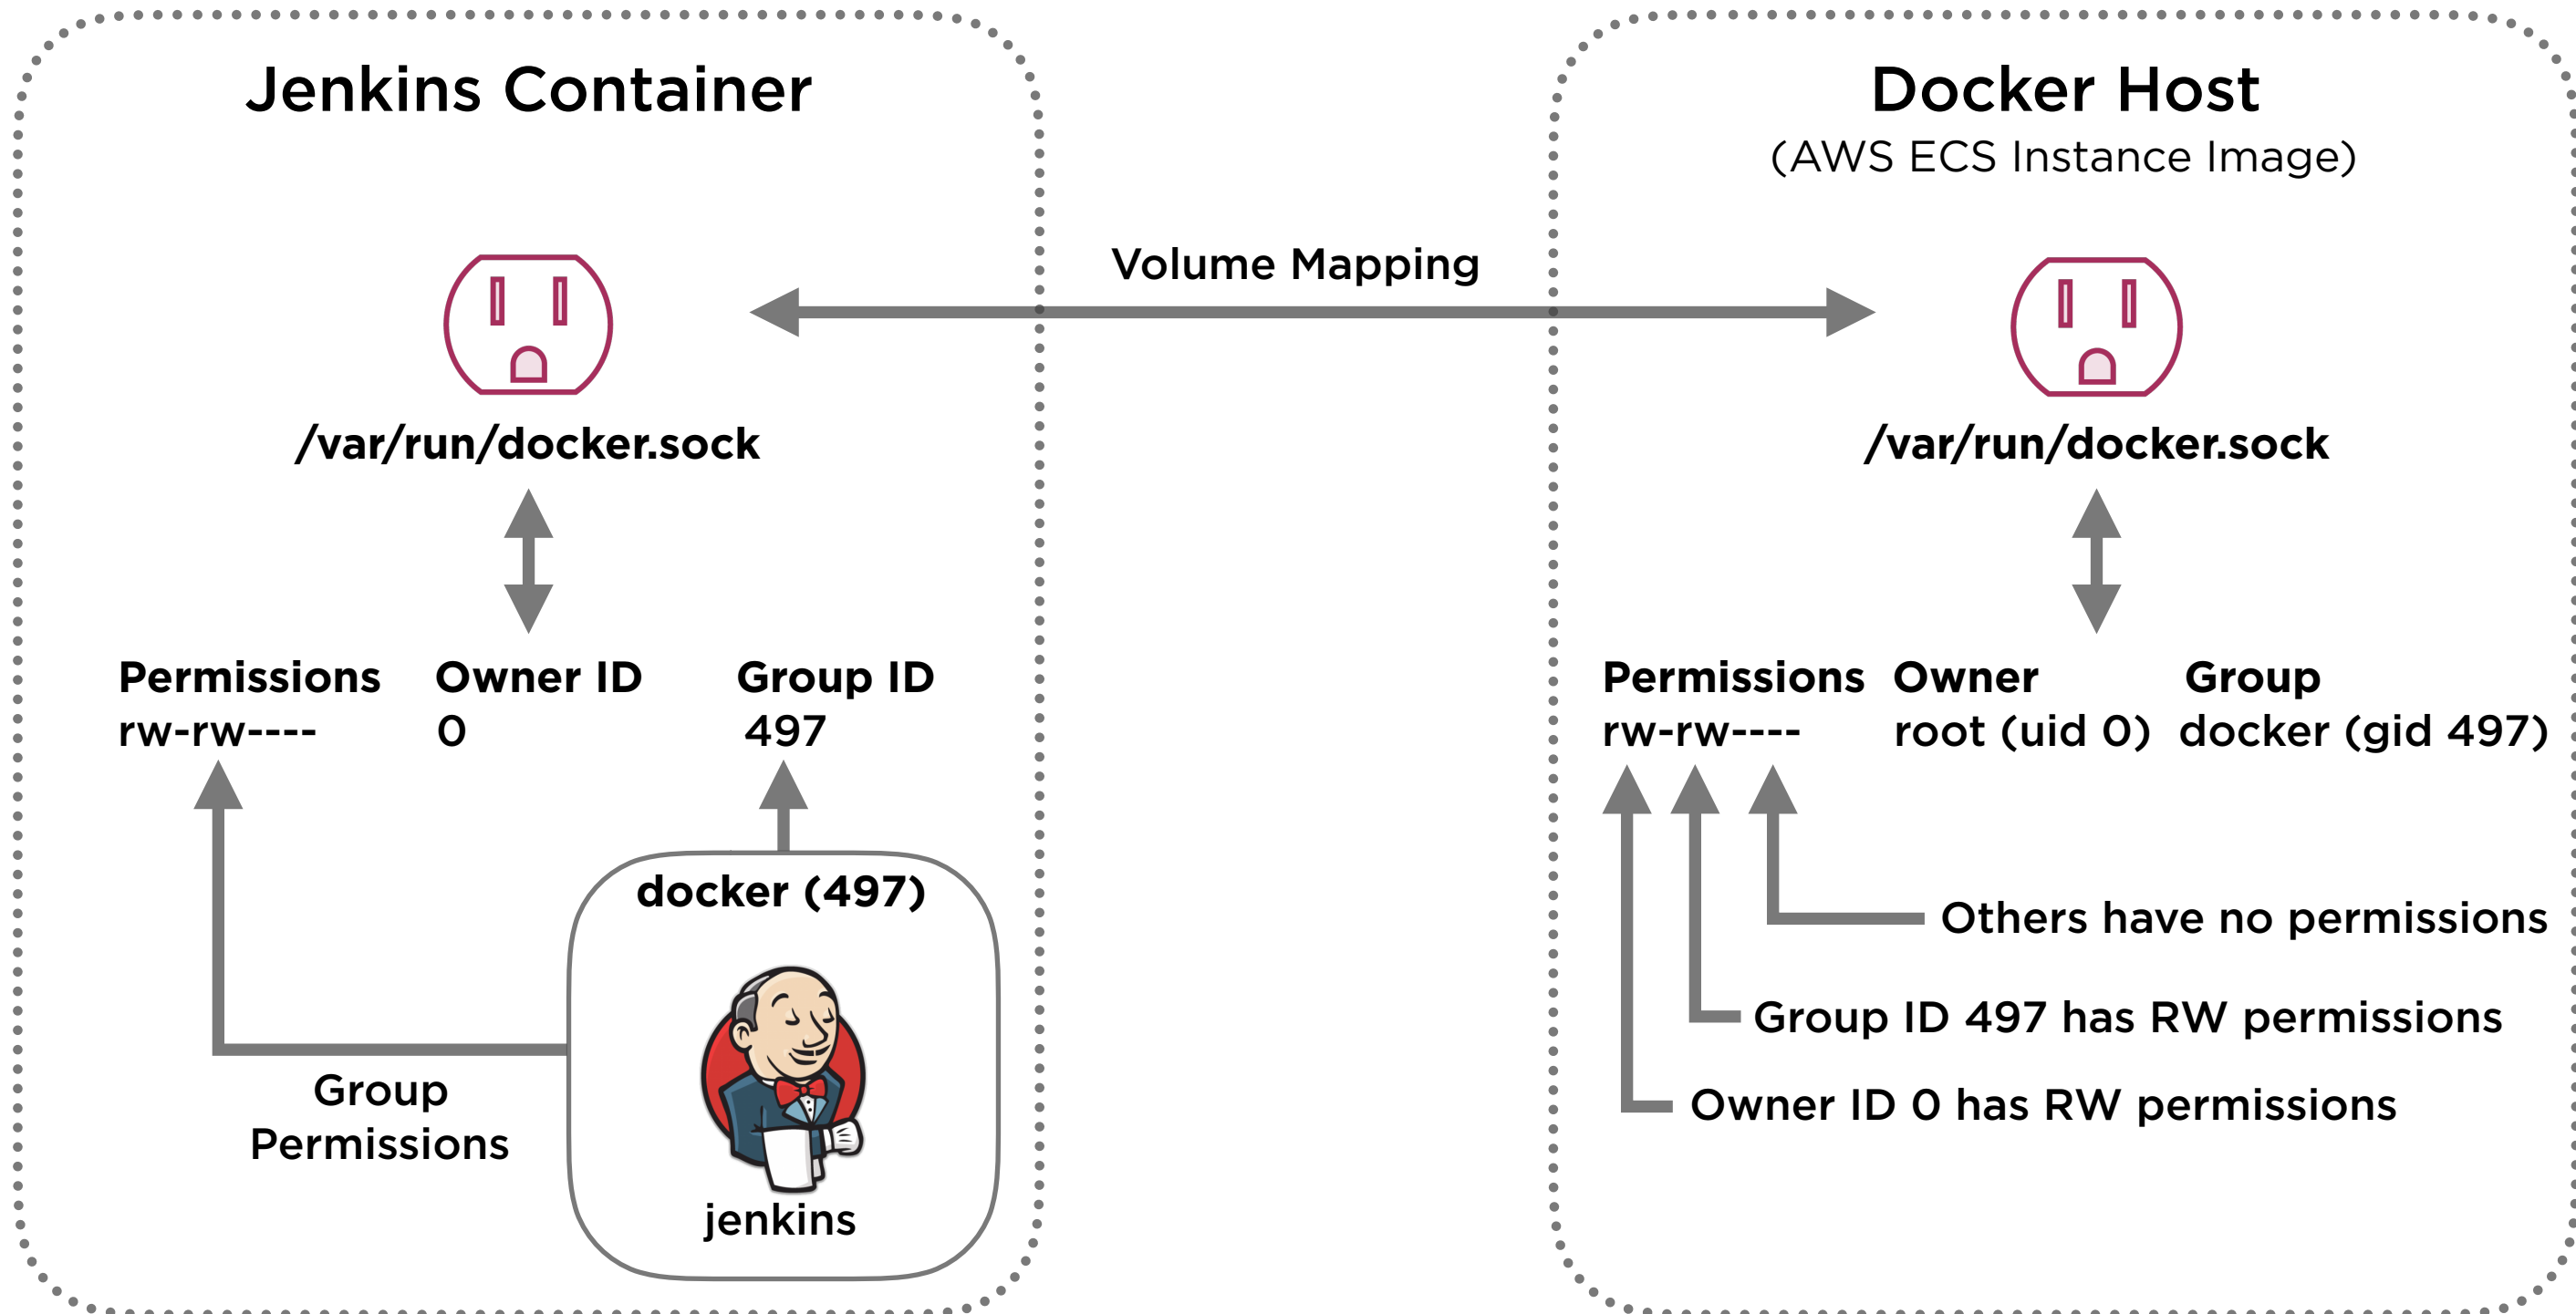 Jenkins Container
/var/run/docker.sock
Permissions Owner ID Group ID
rw-rw---- 0 497
docker (497)
jenkins
Group
Permissions
Volume Mapping
Docker Host
(AWS ECS Instance Image)
/var/run/docker.sock
Permissions Owner Group
rw-rw---- root (uid 0) docker (gid 497)
Others have no permissions
Group ID 497 has RW permissions
Owner ID 0 has RW permissions